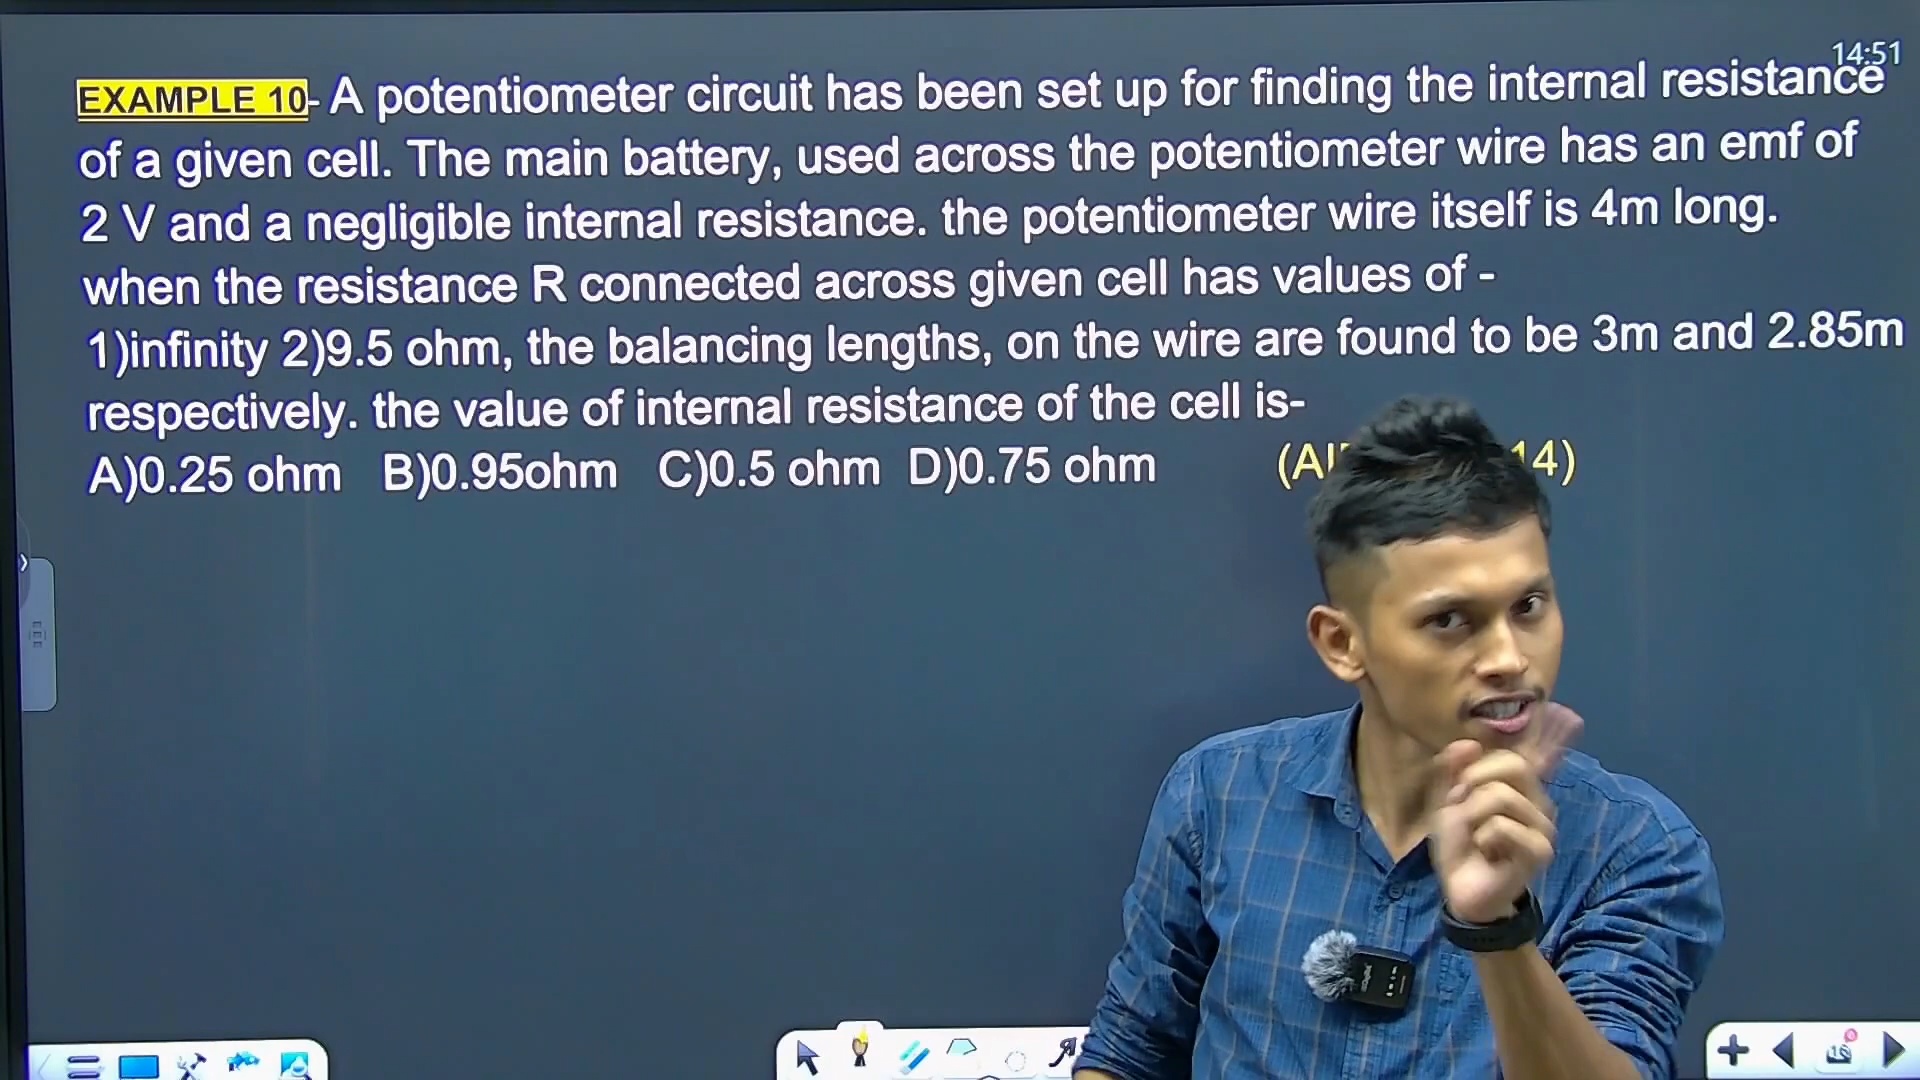 14:51
EXAMPLE 10- A potentiometer circuit has been set up for finding the internal resistance
of a given cell. The main battery, used across the potentiometer wire has an emf of
2 V and a negligible internal resistance. the potentiometer wire itself is 4m long.
when the resistance R connected across given cell has values of -
1)infinity 2)9.5 ohm, the balancing lengths, on the wire are found to be 3m and 2.85m
respectively. the value of internal resistance of the cell is-
A)0.25 ohm B)0.95ohm C)0.5 ohm D)0.75 ohm 14)